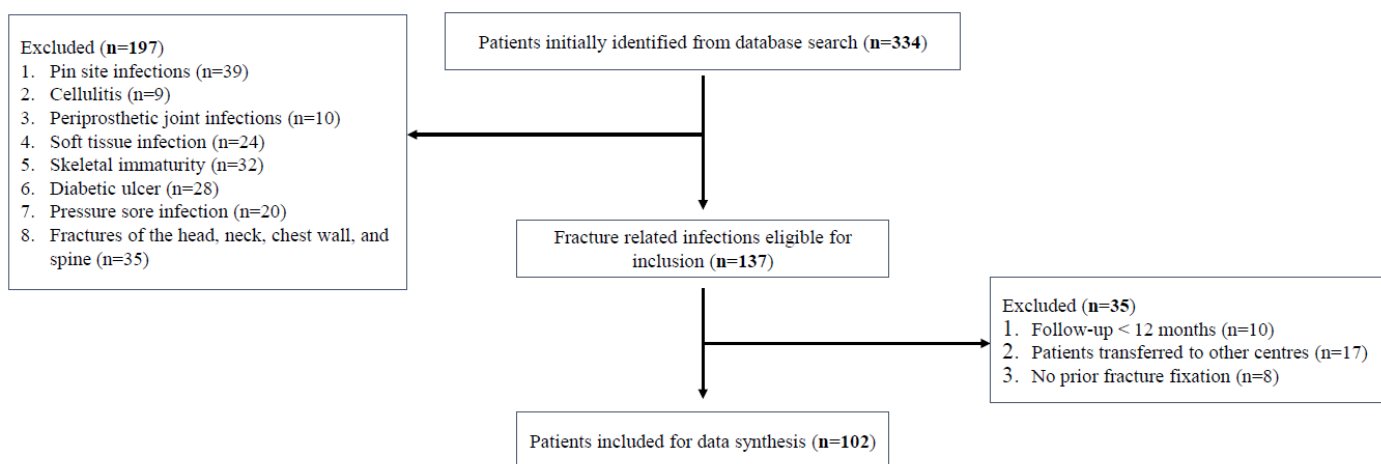 Patients initially identified from database search (n=334)
Excluded (n=197)
1. Pin site infections (n=39)
2. Cellulitis (n=9)
3. Periprosthetic joint infections (n=10)
4. Soft tissue infection (n=24)
5. Skeletal immaturity (n=32)
6. Diabetic ulcer (n=28)
7. Pressure sore infection (n=20)
8. Fractures of the head, neck, chest wall, and
spine (n=35)
Fracture related infections eligible for
inclusion (n=137)
Excluded (n=35)
1. Follow-up < 12 months (n=10)
2. Patients transferred to other centres (n=17)
3. No prior fracture fixation (n=8)
Patients included for data synthesis (n=102)